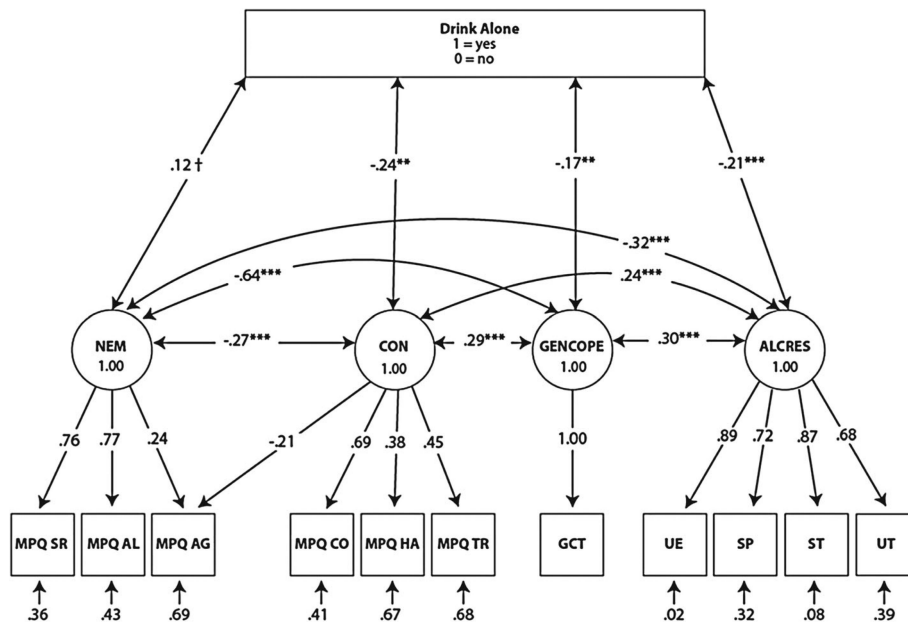 Drink Alone
1 = yes
0 = no
.12 †
-.24**
-.17**
-.21***
-.32***
-.64***
.24***
NEM
1.00
-.27***
CON
1.00
.29***
GENCOPE
1.00
.30***
ALCRES
1.00
.76
.77
.24
-.21
.69
.38
.45
1.00
.89
.72
.87
.68
MPQ SR
MPQ AL
MPQ AG
MPQ CO
MPQ HA
MPQ TR
GCT
UE
SP
ST
UT
.36
.43
.69
.41
.67
.68
.02
.32
.08
.39